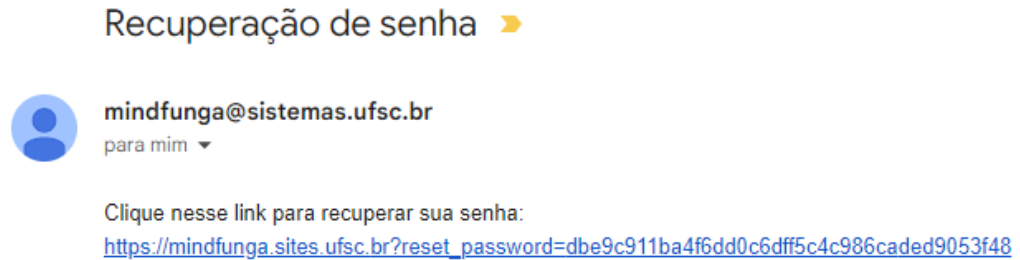 Recuperação de senha
mindfunga@sistemas.ufsc.br
para mim
Clique nesse link para recuperar sua senha:
https://mindfunga.sites.ufsc.br?reset_password=dbe9c911ba4f6dd0c6dff5c4c986caded9053f48